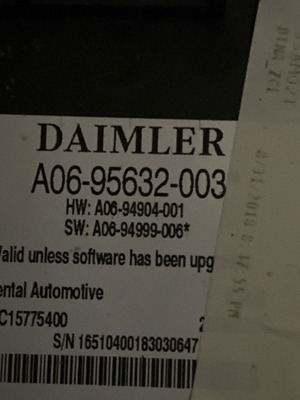 DAIMLER
A06-95632-003
HW: A06-94904-001
SW: A06-94999-006*
Valid unless software has been upg
ental Automotive
C15775400 2
S/N 16510400183030647